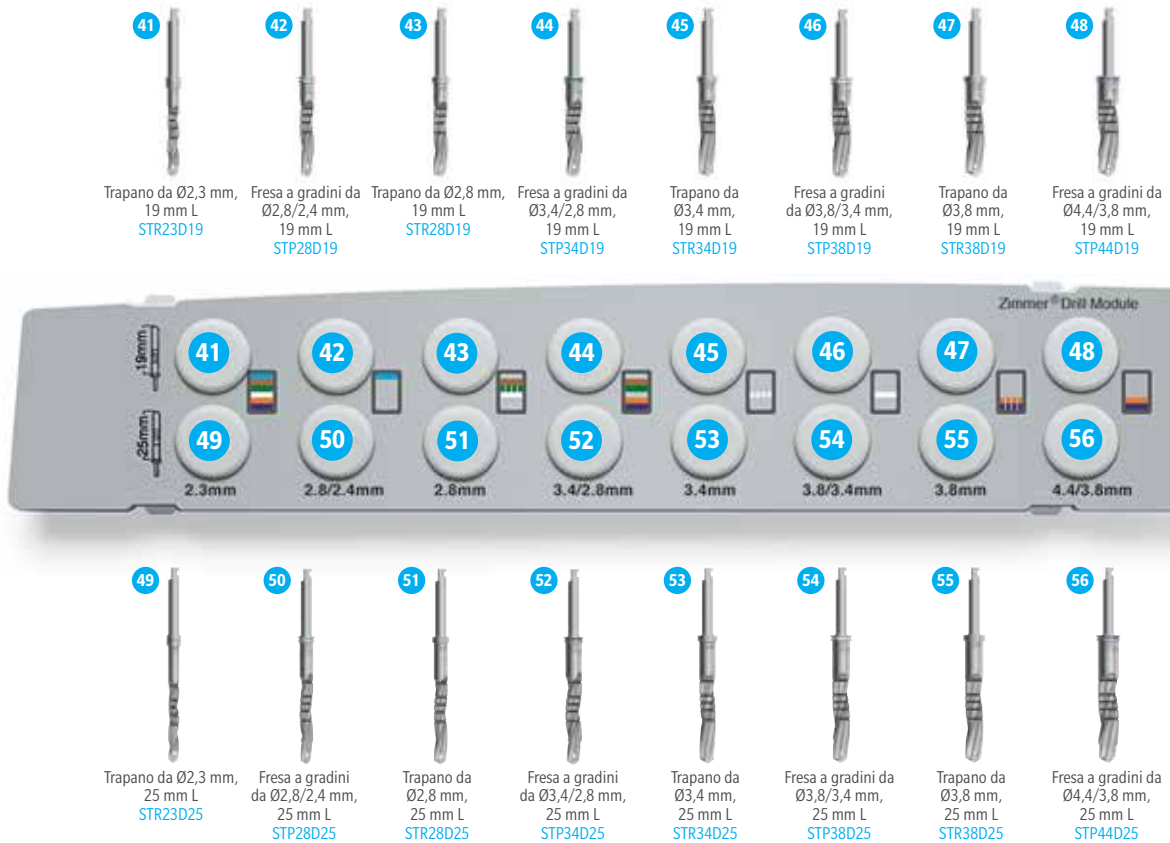 41
42
43
44
45
46
47
48
Trapano da Ø2,3 mm,
19 mm L
STR23D19
Fresa a gradini da
Ø2,8/2,4 mm,
19 mm L
STP28D19
Trapano da Ø2,8 mm,
19 mm L
STR28D19
Fresa a gradini da
Ø3,4/2,8 mm,
19 mm L
STP34D19
Trapano da
Ø3,4 mm,
19 mm L
STR34D19
Fresa a gradini
da Ø3,8/3,4 mm,
19 mm L
STP38D19
Trapano da
Ø3,8 mm,
19 mm L
STR38D19
Fresa a gradini da
Ø4,4/3,8 mm,
19 mm L
STP44D19
Zimmer® Drill Module
19mm
41
42
43
44
45
46
47
48
25mm
49
50
51
52
53
54
55
56
2.3mm
2.8/2.4mm
2.8mm
3.4/2.8mm
3.4mm
3.8/3.4mm
3.8mm
4.4/3.8mm
49
50
51
52
53
54
55
56
Trapano da Ø2,3 mm,
25 mm L
STR23D25
Fresa a gradini
da Ø2,8/2,4 mm,
25 mm L
STP28D25
Trapano da
Ø2,8 mm,
25 mm L
STR28D25
Fresa a gradini
da Ø3,4/2,8 mm,
25 mm L
STP34D25
Trapano da
Ø3,4 mm,
25 mm L
STR34D25
Fresa a gradini da
Ø3,8/3,4 mm,
25 mm L
STP38D25
Trapano da
Ø3,8 mm,
25 mm L
STR38D25
Fresa a gradini da
Ø4,4/3,8 mm,
25 mm L
STP44D25